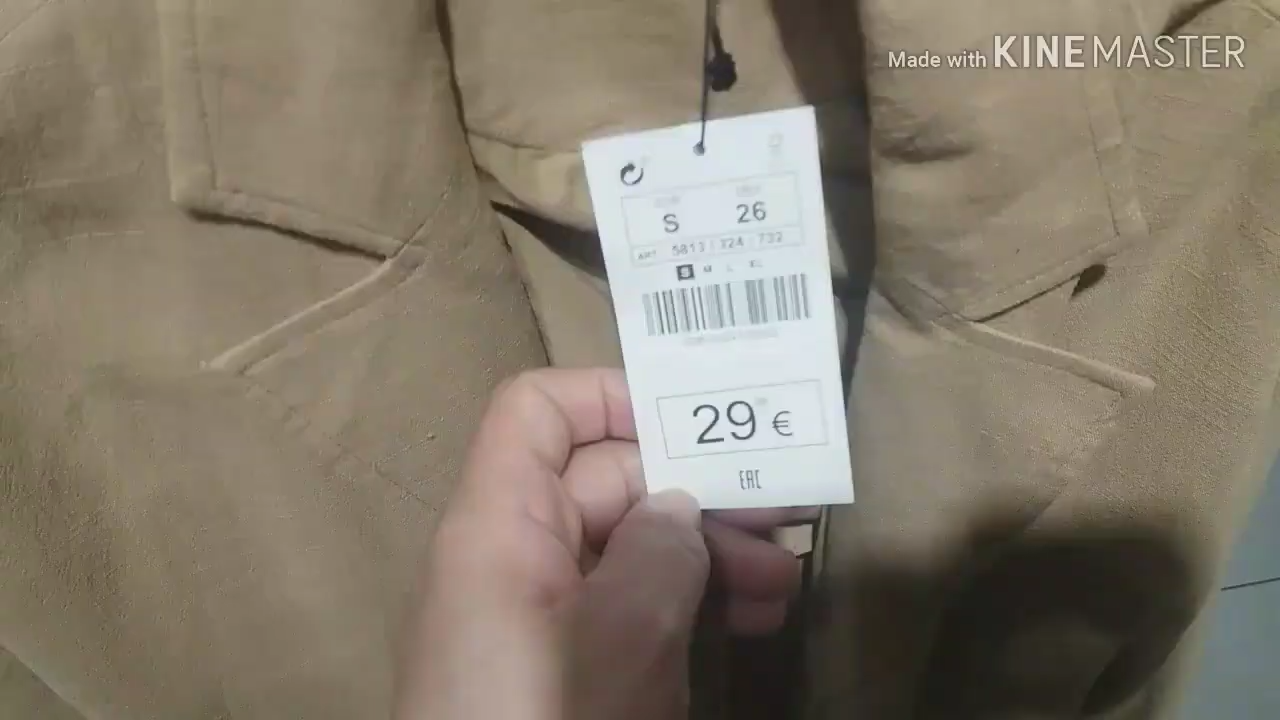 Made with KINEMASTER
S 26
ART. 5813 / 324 / 732
S M L XL
29 €
EAC